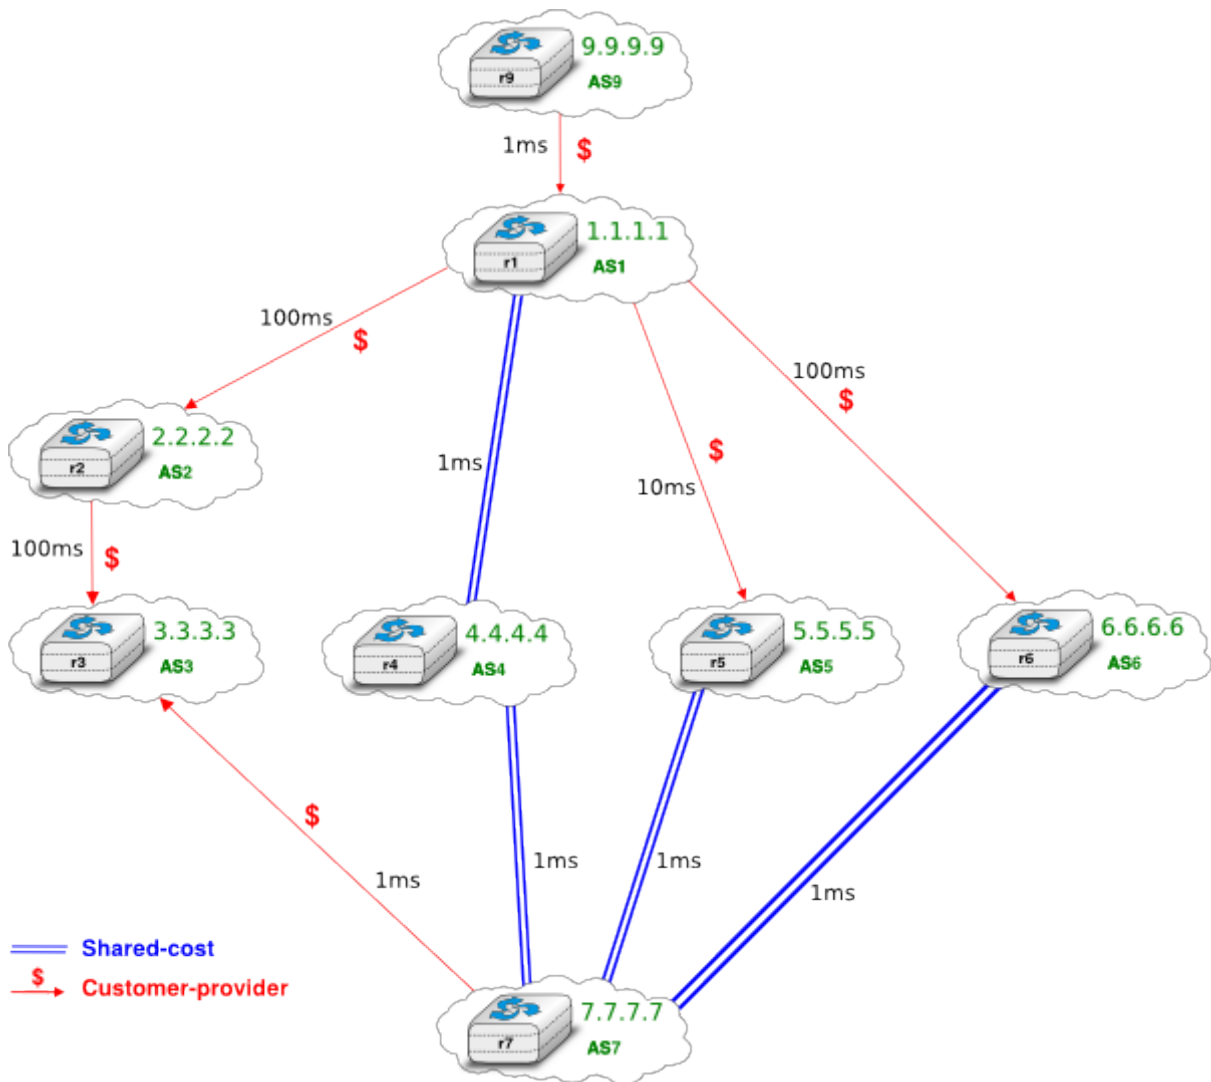 9.9.9.9
r9
AS9
1ms
$
1.1.1.1
r1
AS1
100ms
$
100ms
$
2.2.2.2
r2
AS2
1ms
$
10ms
100ms
$
3.3.3.3
r3
AS3
4.4.4.4
r4
AS4
5.5.5.5
r5
AS5
6.6.6.6
r6
AS6
$
1ms
1ms
1ms
1ms
Shared-cost
$
Customer-provider
7.7.7.7
r7
AS7